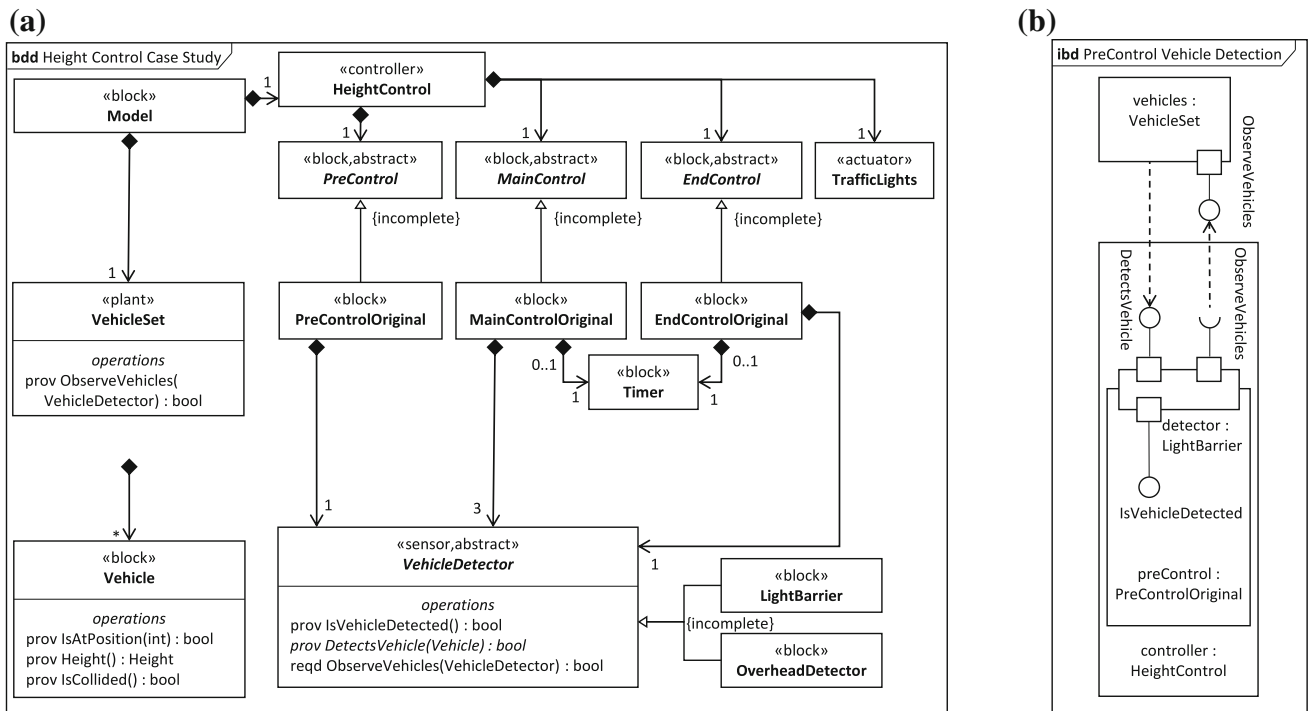 (a)
bdd Height Control Case Study
«block»
Model
1
«controller»
HeightControl
1
1
1
1
«block,abstract»
PreControl
«block,abstract»
MainControl
«block,abstract»
EndControl
«actuator»
TrafficLights
{incomplete}
{incomplete}
{incomplete}
1
«plant»
VehicleSet
operations
prov ObserveVehicles(
VehicleDetector) : bool
«block»
PreControlOriginal
«block»
MainControlOriginal
«block»
EndControlOriginal
0..1
0..1
«block»
Timer
1
1
*
«block»
Vehicle
operations
prov IsAtPosition(int) : bool
prov Height() : Height
prov IsCollided() : bool
1
3
1
«sensor,abstract»
VehicleDetector
operations
prov IsVehicleDetected() : bool
prov DetectsVehicle(Vehicle) : bool
reqd ObserveVehicles(VehicleDetector) : bool
{incomplete}
«block»
LightBarrier
«block»
OverheadDetector
(b)
ibd PreControl Vehicle Detection
vehicles :
VehicleSet
ObserveVehicles
DetectsVehicle
ObserveVehicles
detector :
LightBarrier
IsVehicleDetected
preControl :
PreControlOriginal
controller :
HeightControl